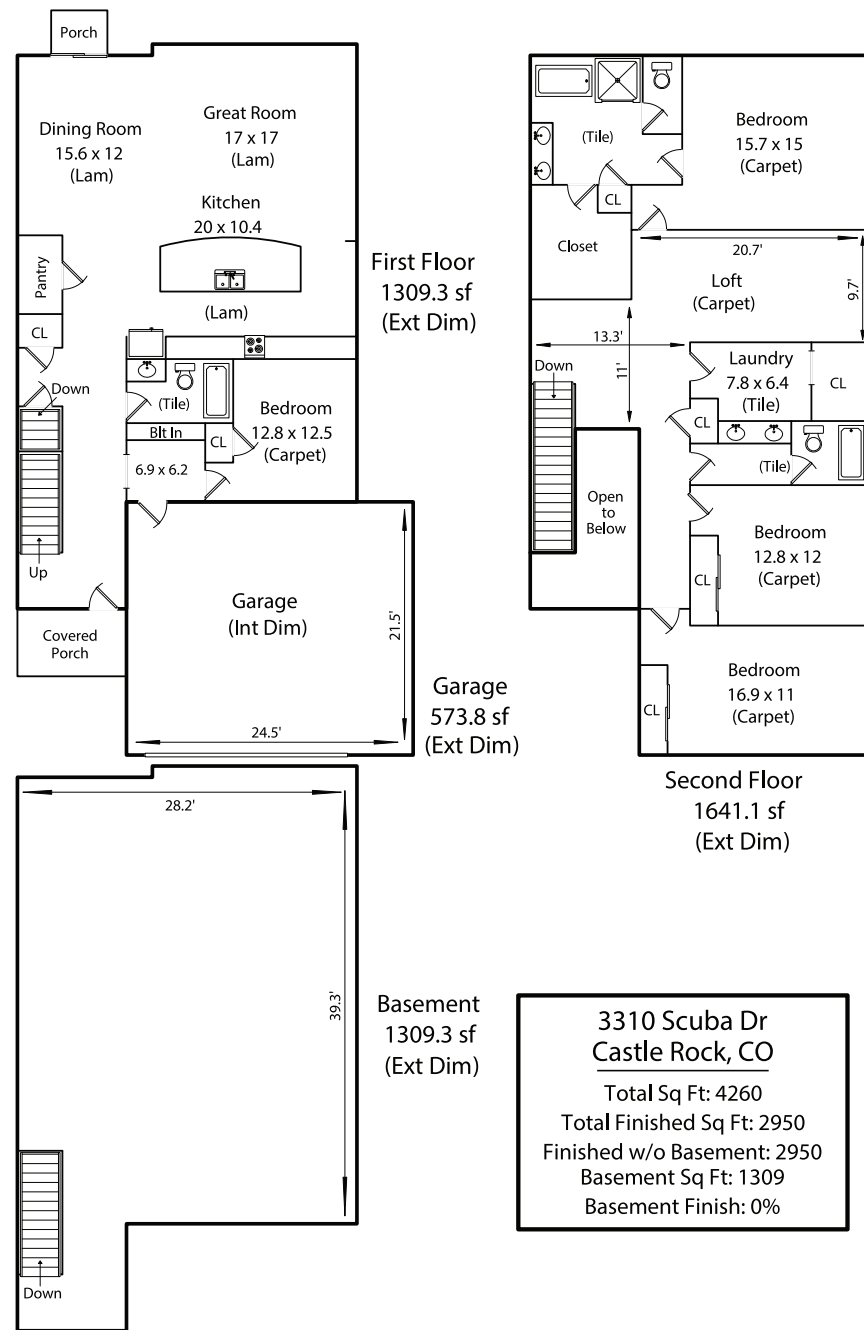 Porch
Dining Room
15.6 x 12
(Lam)
Great Room
17 x 17
(Lam)
Kitchen
20 x 10.4
(Lam)
Pantry
CL
Down
(Tile)
Blt In
6.9 x 6.2
CL
Bedroom
12.8 x 12.5
(Carpet)
Up
Covered
Porch
Garage
(Int Dim)
21.5'
24.5'
First Floor
1309.3 sf
(Ext Dim)
Garage
573.8 sf
(Ext Dim)
(Tile)
Bedroom
15.7 x 15
(Carpet)
CL
Closet
20.7'
Loft
(Carpet)
9.7'
13.3'
11'
Down
Laundry
7.8 x 6.4
(Tile)
CL
CL
(Tile)
Open
to
Below
Bedroom
12.8 x 12
(Carpet)
CL
Bedroom
16.9 x 11
(Carpet)
CL
Second Floor
1641.1 sf
(Ext Dim)
28.2'
39.3'
Down
Basement
1309.3 sf
(Ext Dim)
3310 Scuba Dr
Castle Rock, CO
Total Sq Ft: 4260
Total Finished Sq Ft: 2950
Finished w/o Basement: 2950
Basement Sq Ft: 1309
Basement Finish: 0%